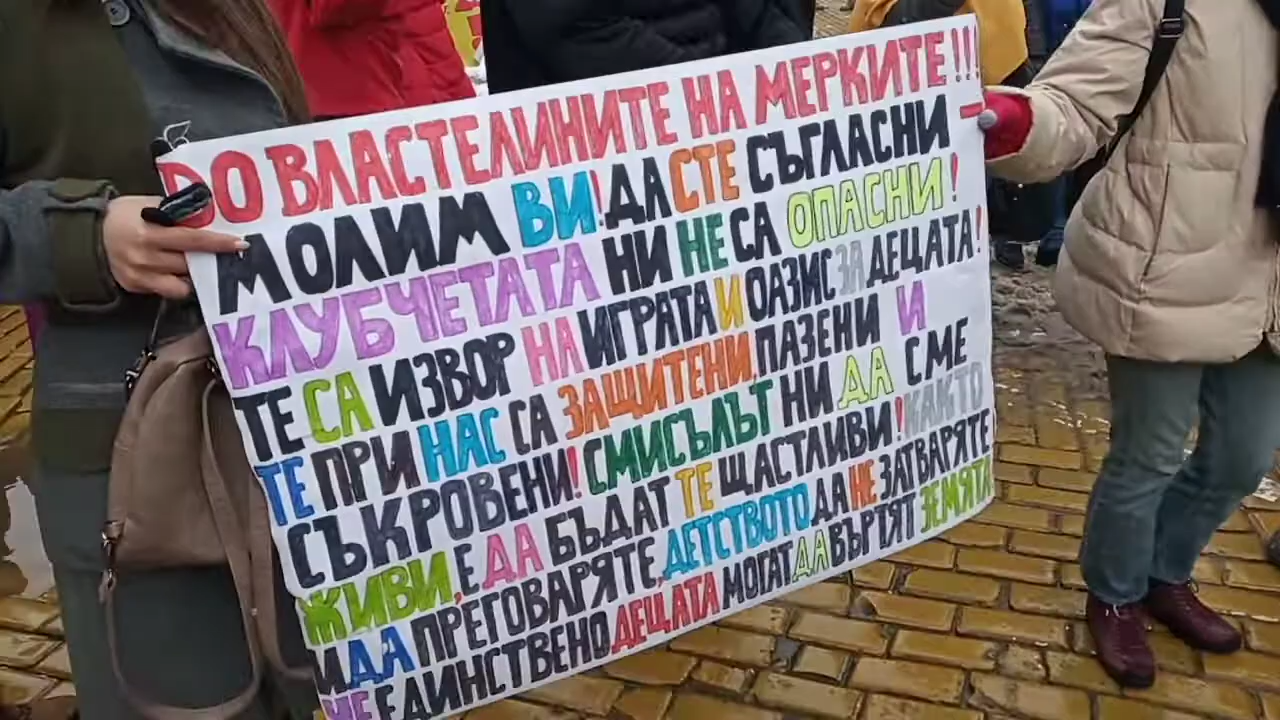 ДО ВЛАСТЕЛИНИТЕ НА МЕРКИТЕ!!!
МОЛИМ ВИ! ДА СТЕ СЪГЛАСНИ –
КЛУБЧЕТАТА НИ НЕ СА ОПАСНИ!
ТЕ СА ИЗВОР НА ИГРАТА И ОАЗИС ЗА ДЕЦАТА!
ТЕ ПРИ НАС СА ЗАЩИТЕНИ, ПАЗЕНИ И
СЪКРОВЕНИ! СМИСЪЛЪТ НИ ДА СМЕ
ЖИВИ, Е ДА БЪДАТ ТЕ ЩАСТЛИВИ! КАКТО
И ДА ПРЕГОВАРЯТЕ, ДЕТСТВОТО ДА НЕ ЗАТВАРЯТЕ
ЧЕ ЕДИНСТВЕНО ДЕЦАТА МОГАТ ДА ВЪРТЯТ ЗЕМЯТА